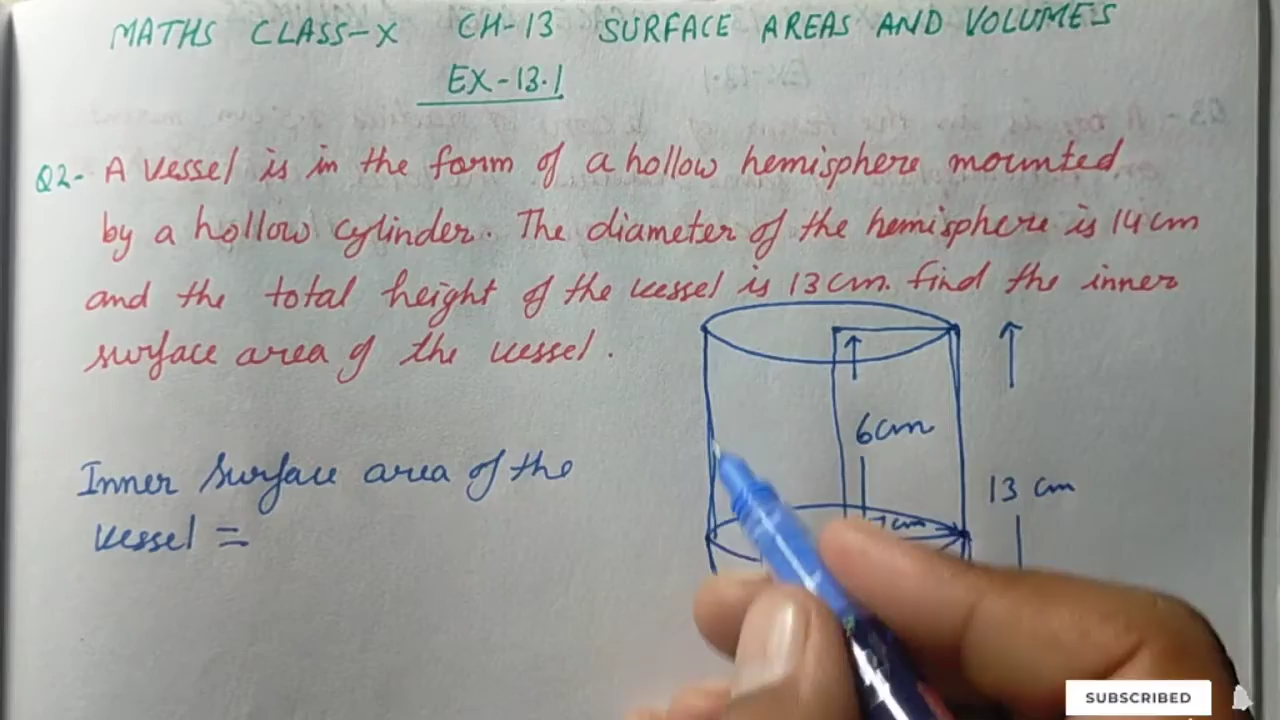 MATHS CLASS-X CH-13 SURFACE AREAS AND VOLUMES
EX-13.1
Q2- A vessel is in the form of a hollow hemisphere mounted
by a hollow cylinder. The diameter of the hemisphere is 14 cm
and the total height of the vessel is 13 cm. find the inner
surface area of the vessel.
6cm
Inner surface area of the
13 cm
7cm
vessel =
SUBSCRIBED